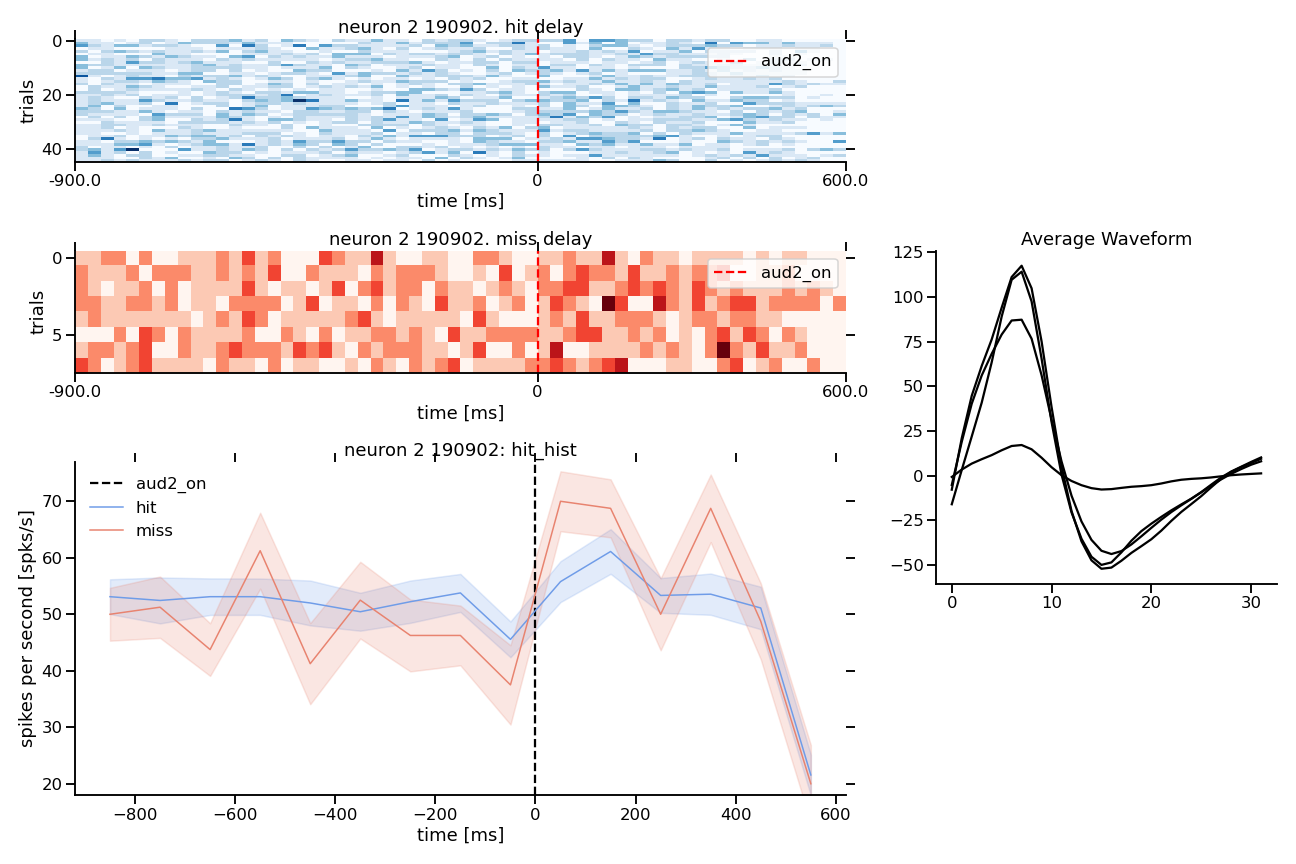 neuron 2 190902. hit delay
0
20
40
trials
aud2_on
-900.0
0
600.0
time [ms]
neuron 2 190902. miss delay
0
5
trials
aud2_on
-900.0
0
600.0
time [ms]
neuron 2 190902: hit_hist
aud2_on
hit
miss
70
60
50
40
30
20
spikes per second [spks/s]
−800
−600
−400
−200
0
200
400
600
time [ms]
Average Waveform
125
100
75
50
25
0
−25
−50
0
10
20
30